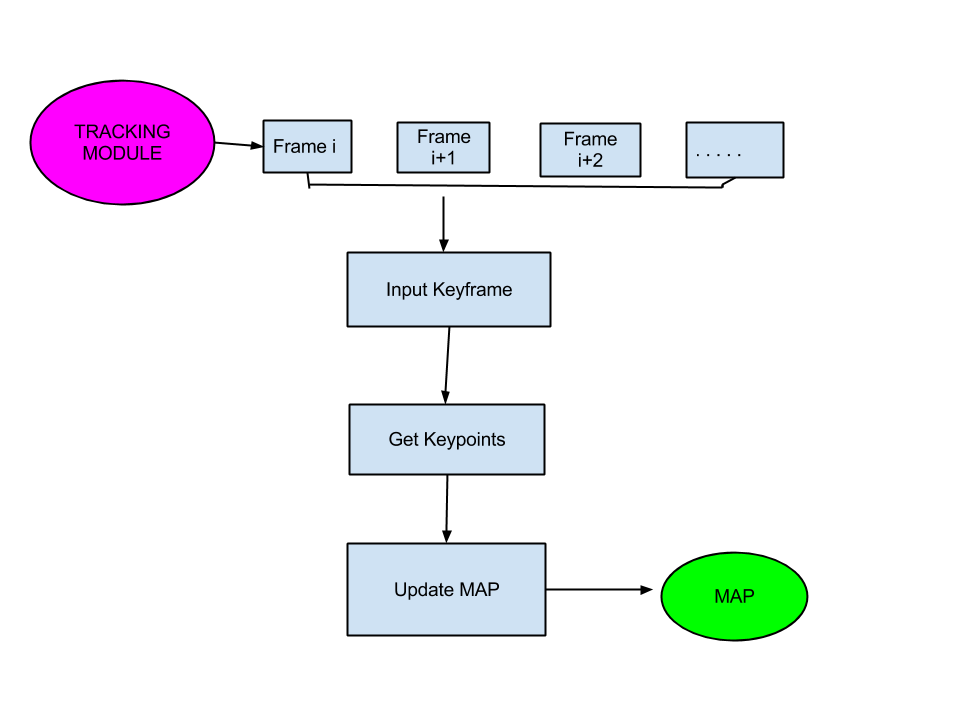 TRACKING
MODULE
Frame i
Frame
i+1
Frame
i+2
. . . . .
Input Keyframe
Get Keypoints
Update MAP
MAP